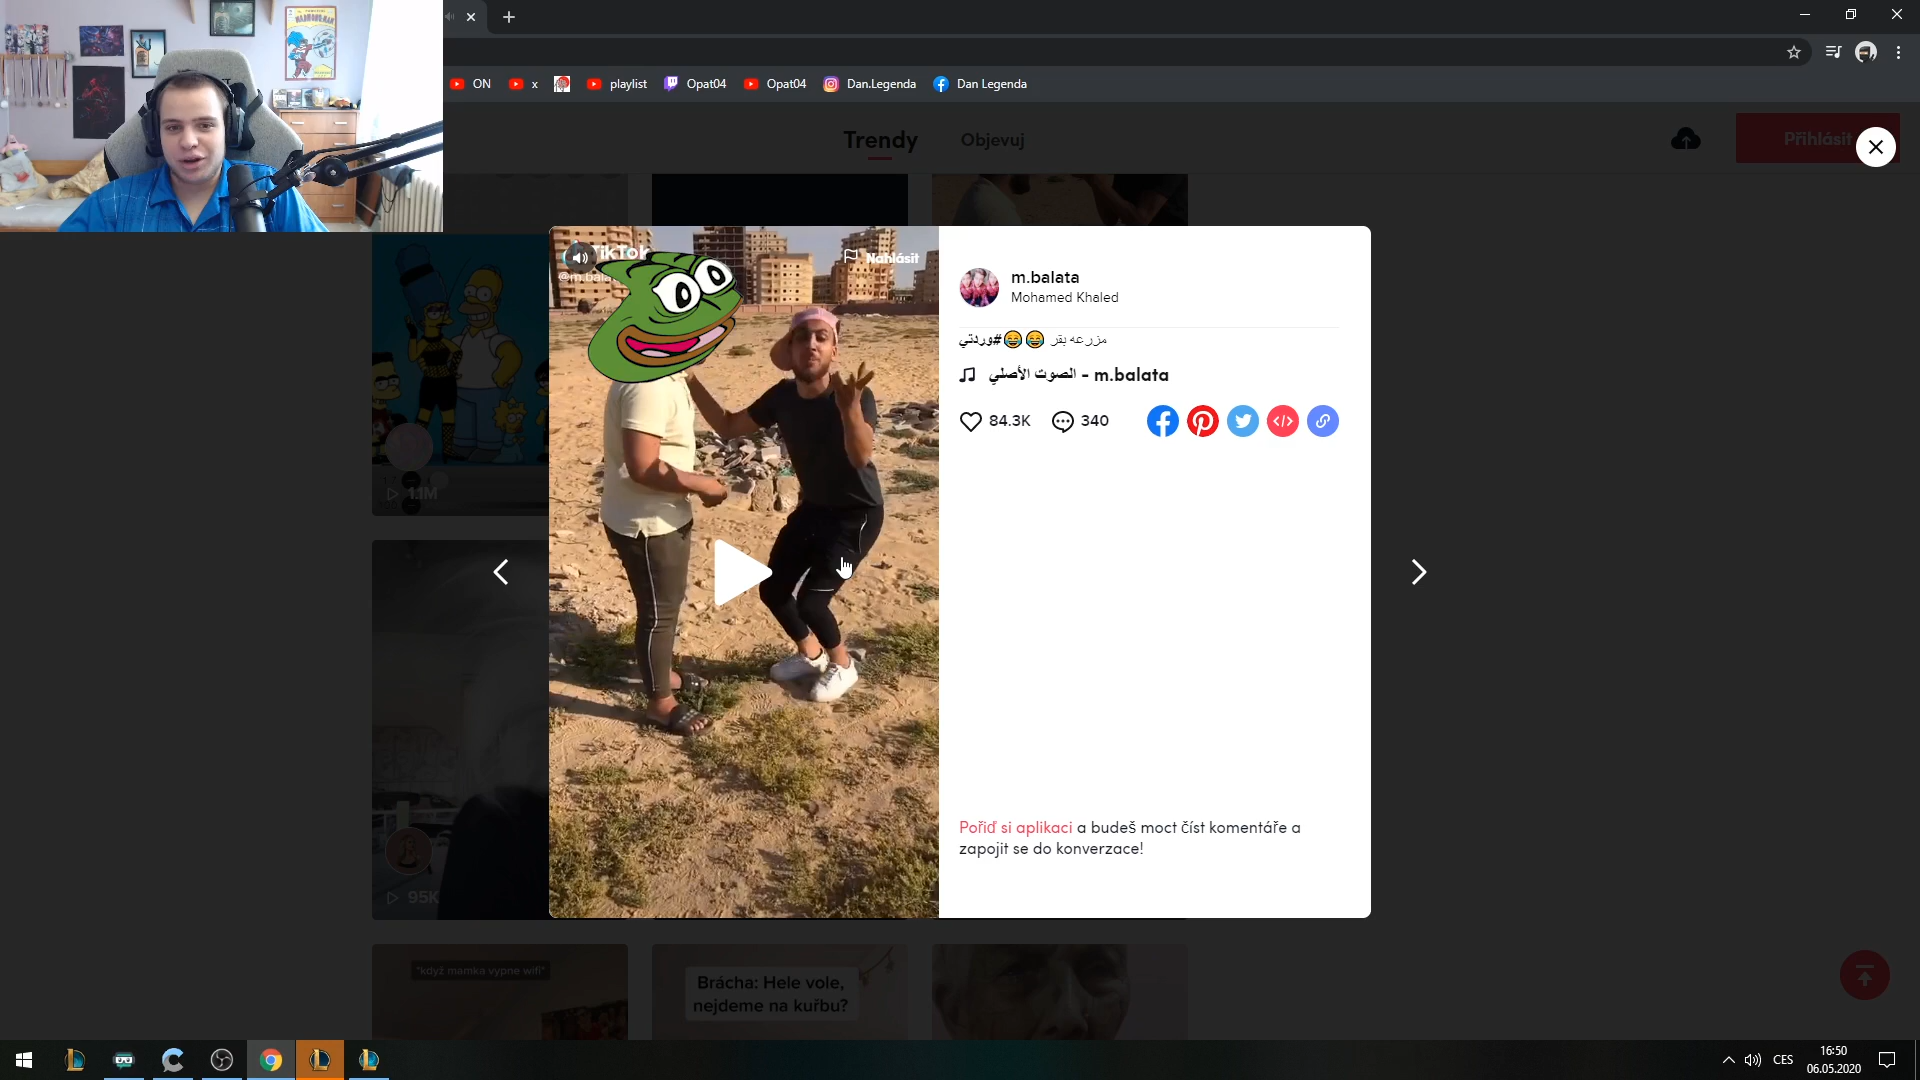 ON
x
playlist
Opat04
Opat04
Dan.Legenda
Dan Legenda
Trendy
Objevuj
Přihlásit
TikTok
Nahlásit
m.balata
Mohamed Khaled
مزرعه بقر 😂😂#وردتي
♫ الصوت الأصلي - m.balata
84.3K
340
1.1M
95K
Pořiď si aplikaci a budeš moct číst komentáře a
zapojit se do konverzace!
"když mamka vypne wifi"
Brácha: Hele vole,
nejdeme na kuřbu?
CES
16:50
06.05.2020